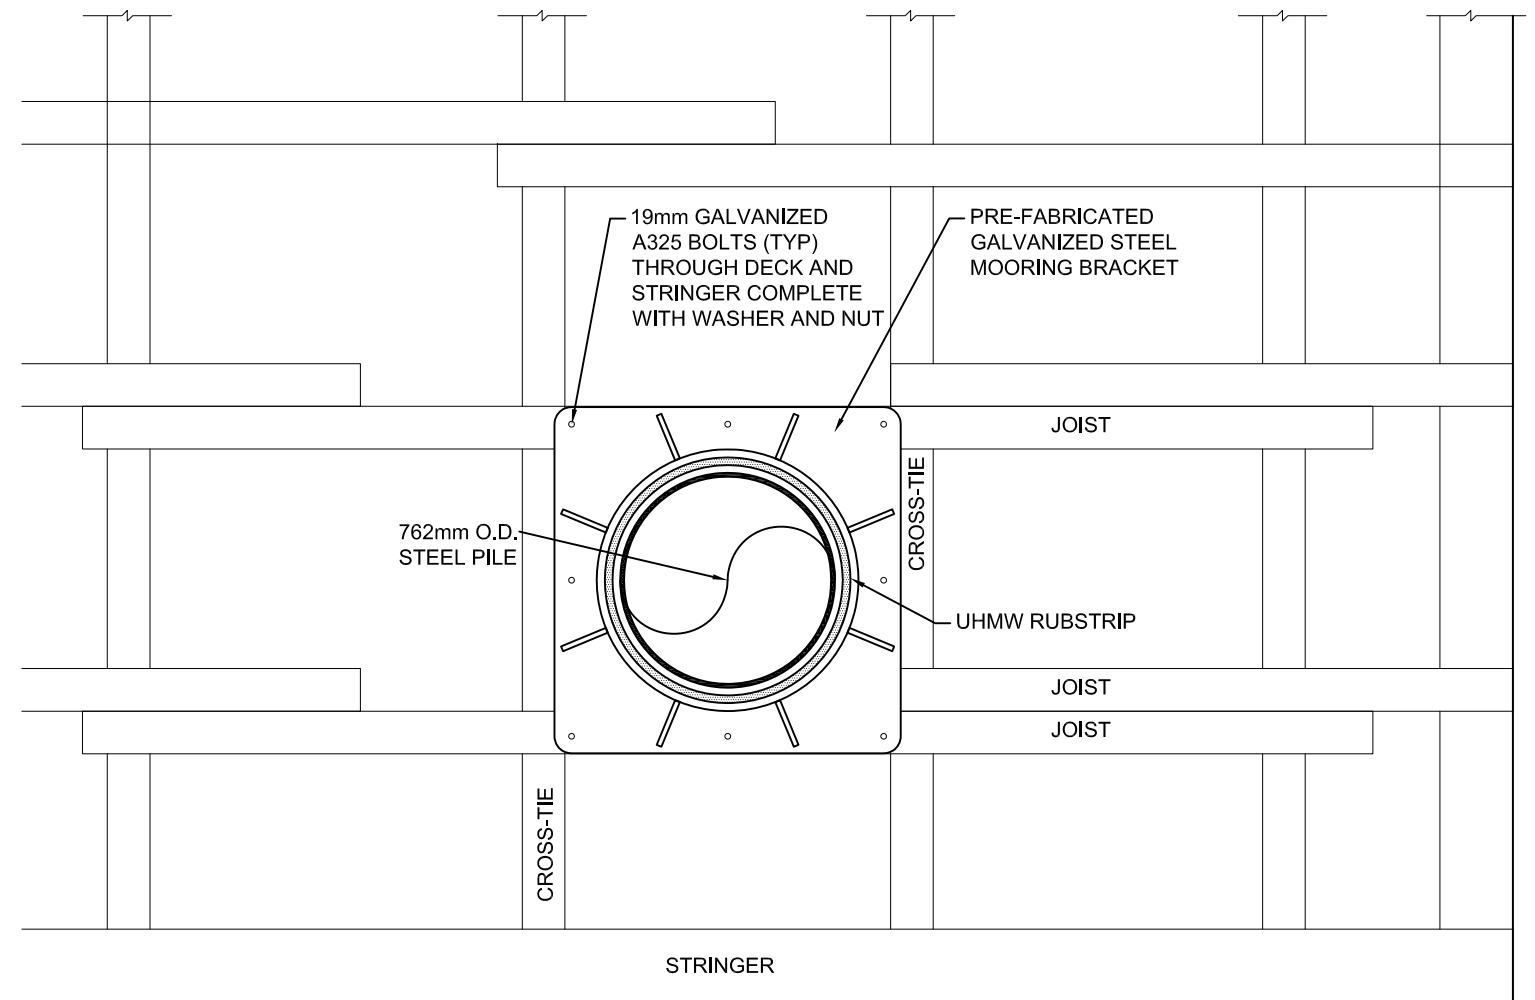 19mm GALVANIZED
A325 BOLTS (TYP)
THROUGH DECK AND
STRINGER COMPLETE
WITH WASHER AND NUT
PRE-FABRICATED
GALVANIZED STEEL
MOORING BRACKET
JOIST
CROSS-TIE
762mm O.D.
STEEL PILE
UHMW RUBSTRIP
JOIST
JOIST
CROSS-TIE
STRINGER